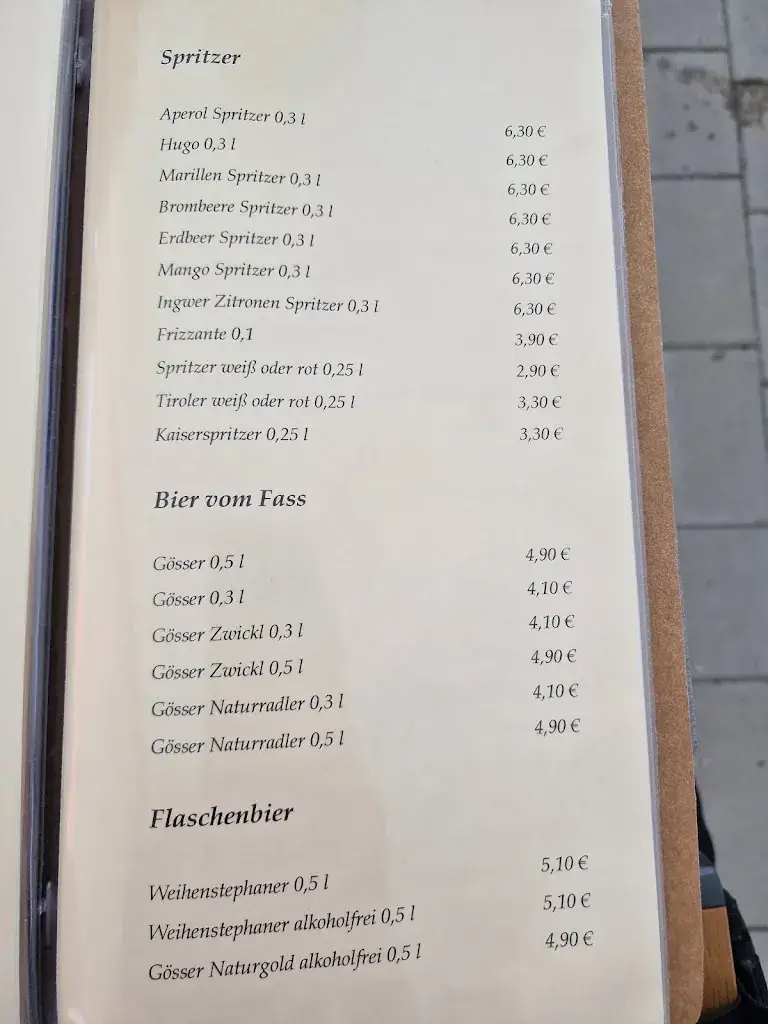 Spritzer
Aperol Spritzer 0,3 l 6,30 €
Hugo 0,3 l 6,30 €
Marillen Spritzer 0,3 l 6,30 €
Brombeere Spritzer 0,3 l 6,30 €
Erdbeer Spritzer 0,3 l 6,30 €
Mango Spritzer 0,3 l 6,30 €
Ingwer Zitronen Spritzer 0,3 l 6,30 €
Frizzante 0,1 3,90 €
Spritzer weiß oder rot 0,25 l 2,90 €
Tiroler weiß oder rot 0,25 l 3,30 €
Kaiserspritzer 0,25 l 3,30 €
Bier vom Fass
Gösser 0,5 l 4,90 €
Gösser 0,3 l 4,10 €
Gösser Zwickl 0,3 l 4,10 €
Gösser Zwickl 0,5 l 4,90 €
Gösser Naturradler 0,3 l 4,10 €
Gösser Naturradler 0,5 l 4,90 €
Flaschenbier
Weihenstephaner 0,5 l 5,10 €
Weihenstephaner alkoholfrei 0,5 l 5,10 €
Gösser Naturgold alkoholfrei 0,5 l 4,90 €